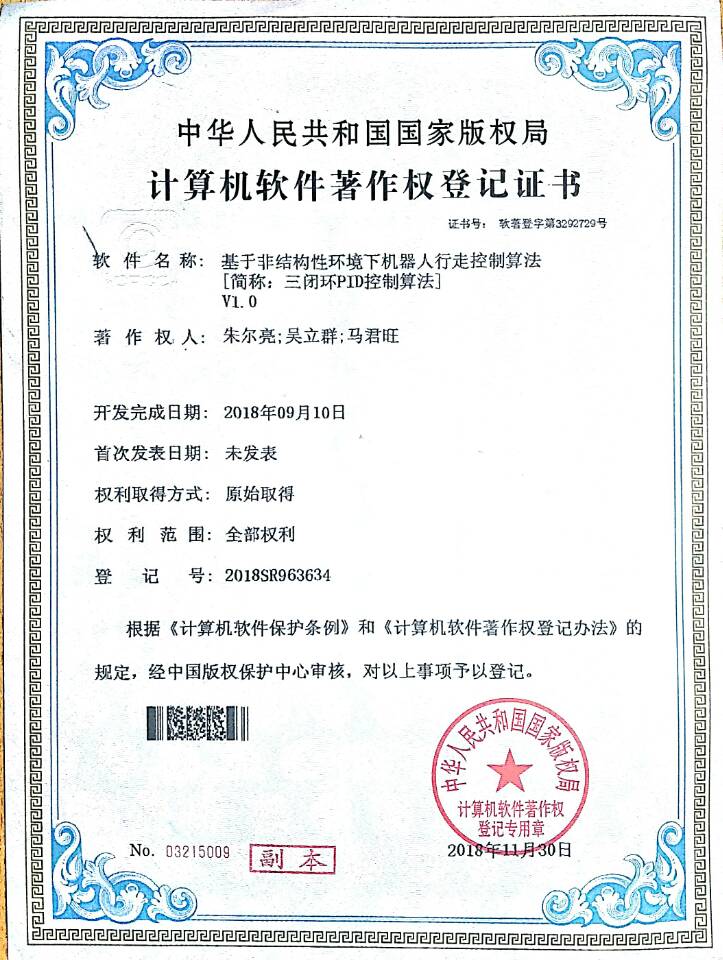 中华人民共和国国家版权局
计算机软件著作权登记证书
证书号： 软著登字第3292729号
软 件 名 称： 基于非结构性环境下机器人行走控制算法
[简称：三闭环PID控制算法]
V1.0
著 作 权 人： 朱尔亮;吴立群;马君旺
开发完成日期： 2018年09月10日
首次发表日期： 未发表
权利取得方式： 原始取得
权 利 范 围： 全部权利
登 记 号： 2018SR963634
根据《计算机软件保护条例》和《计算机软件著作权登记办法》的
规定，经中国版权保护中心审核，对以上事项予以登记。
中华人民共和国国家版权局
计算机软件著作权
登记专用章
No. 03215009
副 本
2018年11月30日